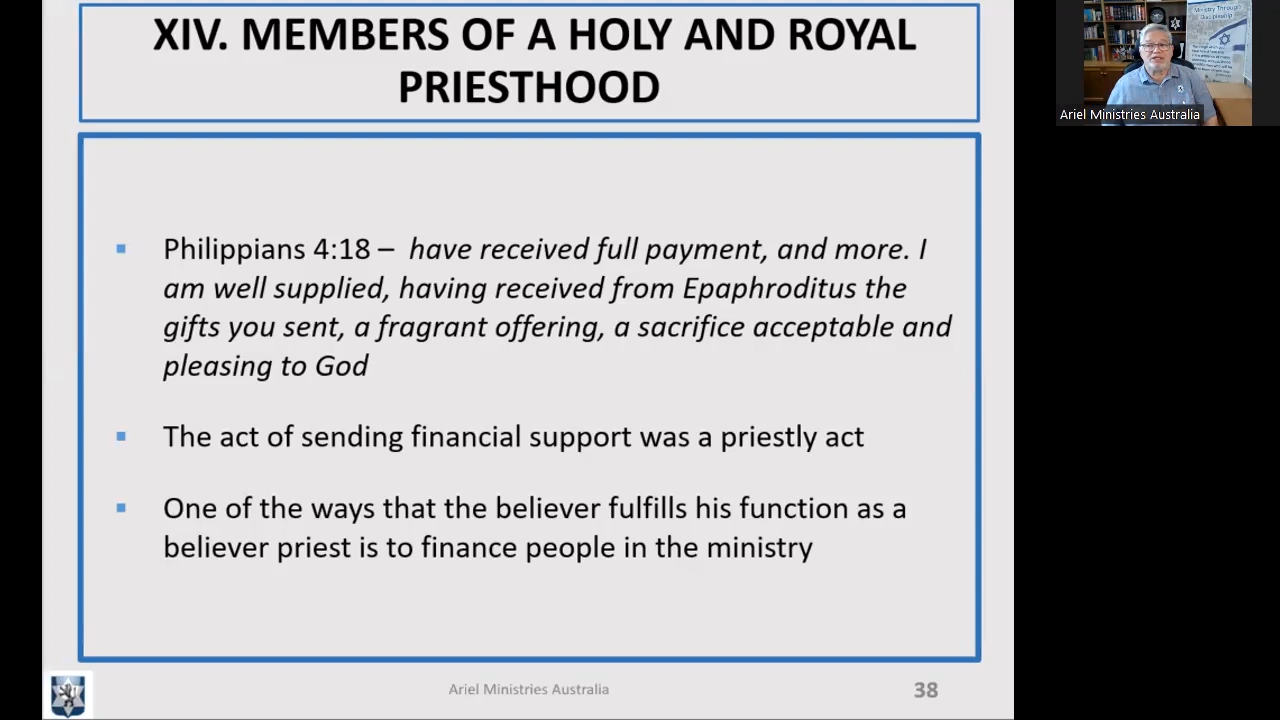 XIV. MEMBERS OF A HOLY AND ROYAL
PRIESTHOOD
Philippians 4:18 – have received full payment, and more. I
am well supplied, having received from Epaphroditus the
gifts you sent, a fragrant offering, a sacrifice acceptable and
pleasing to God
The act of sending financial support was a priestly act
One of the ways that the believer fulfills his function as a
believer priest is to finance people in the ministry
Ariel Ministries Australia
38
Ministry Through
Discipleship
Ariel Ministries Australia